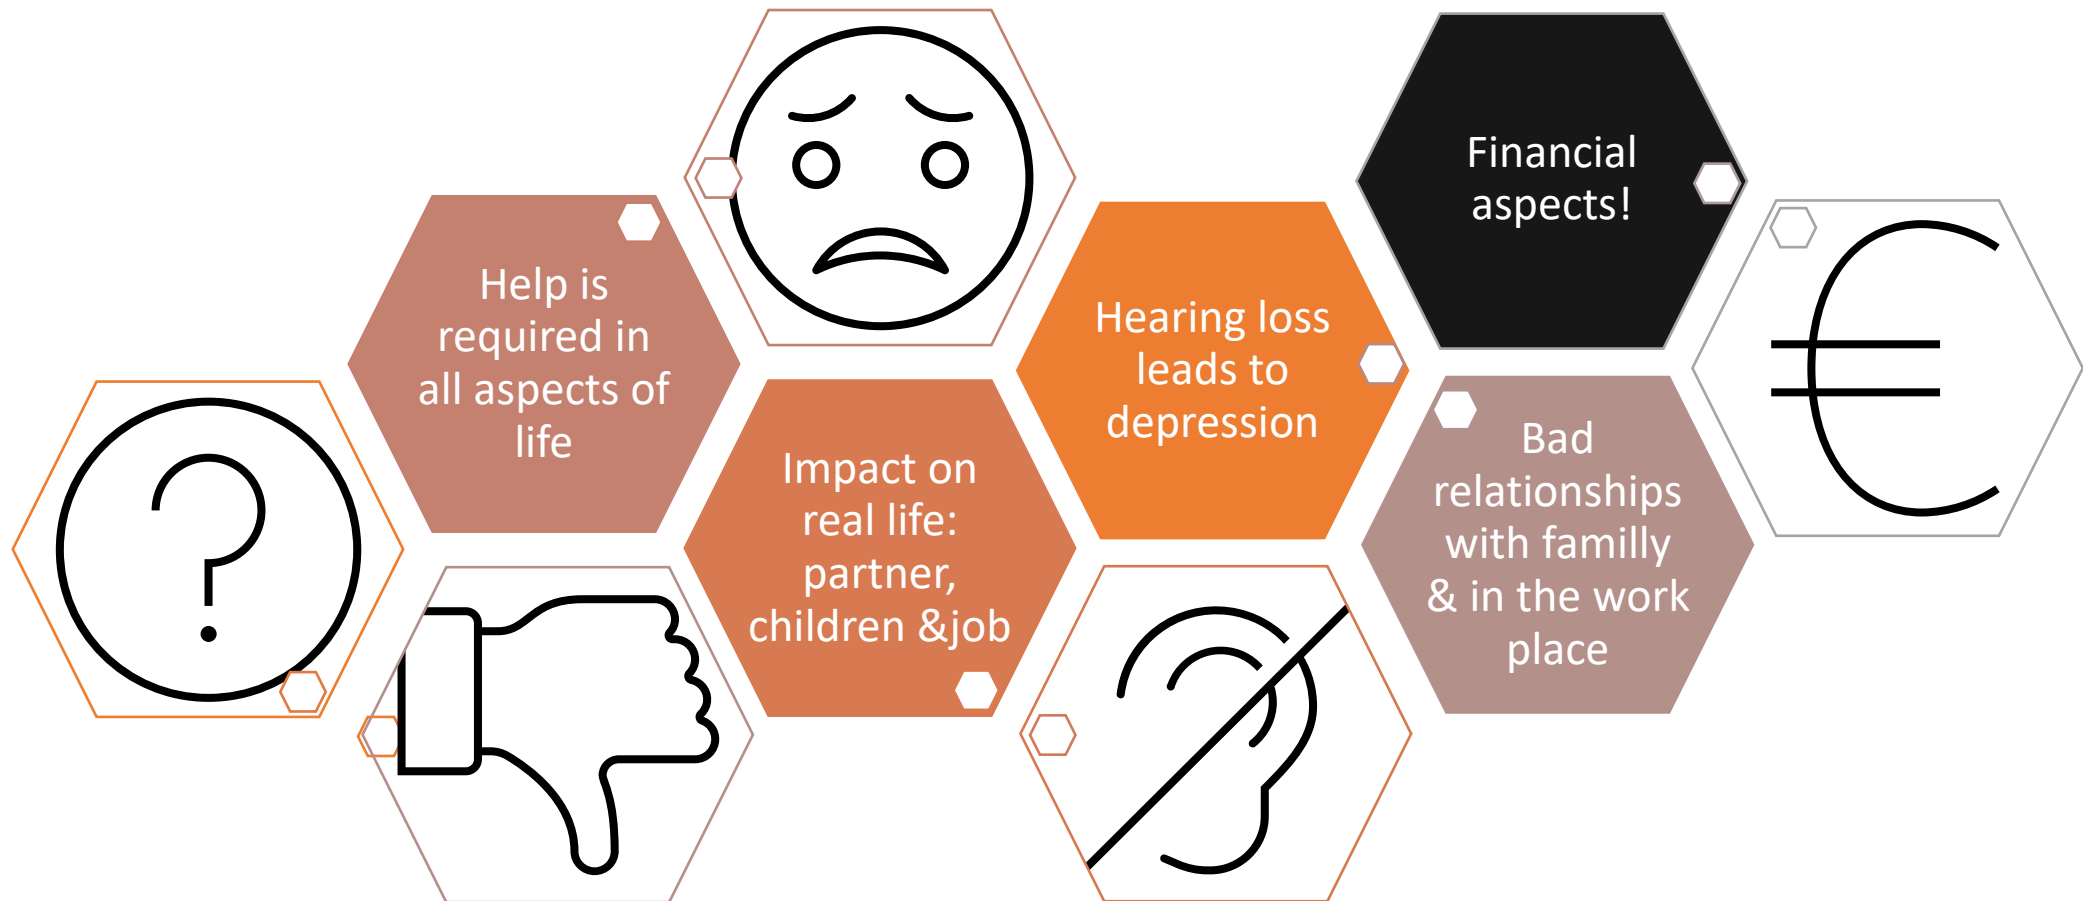 Help is
required in
all aspects of
life
Impact on
real life:
partner,
children &job
Hearing loss
leads to
depression
Financial
aspects!
Bad
relationships
with familly
& in the work
place